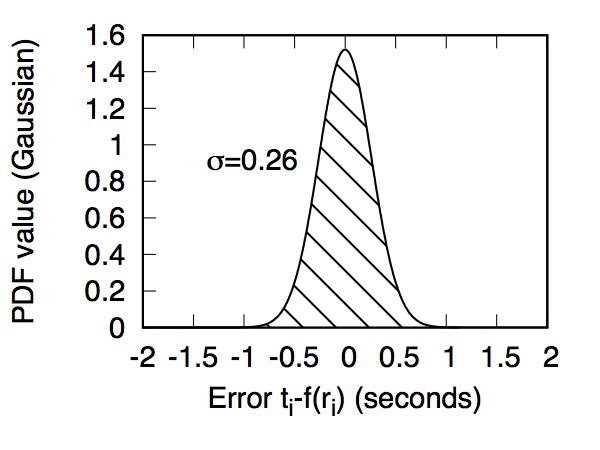 PDF value (Gaussian)
1.6
1.4
1.2
1
0.8
0.6
0.4
0.2
0
σ=0.26
-2 -1.5 -1 -0.5 0 0.5 1 1.5 2
Error ti-f(ri) (seconds)